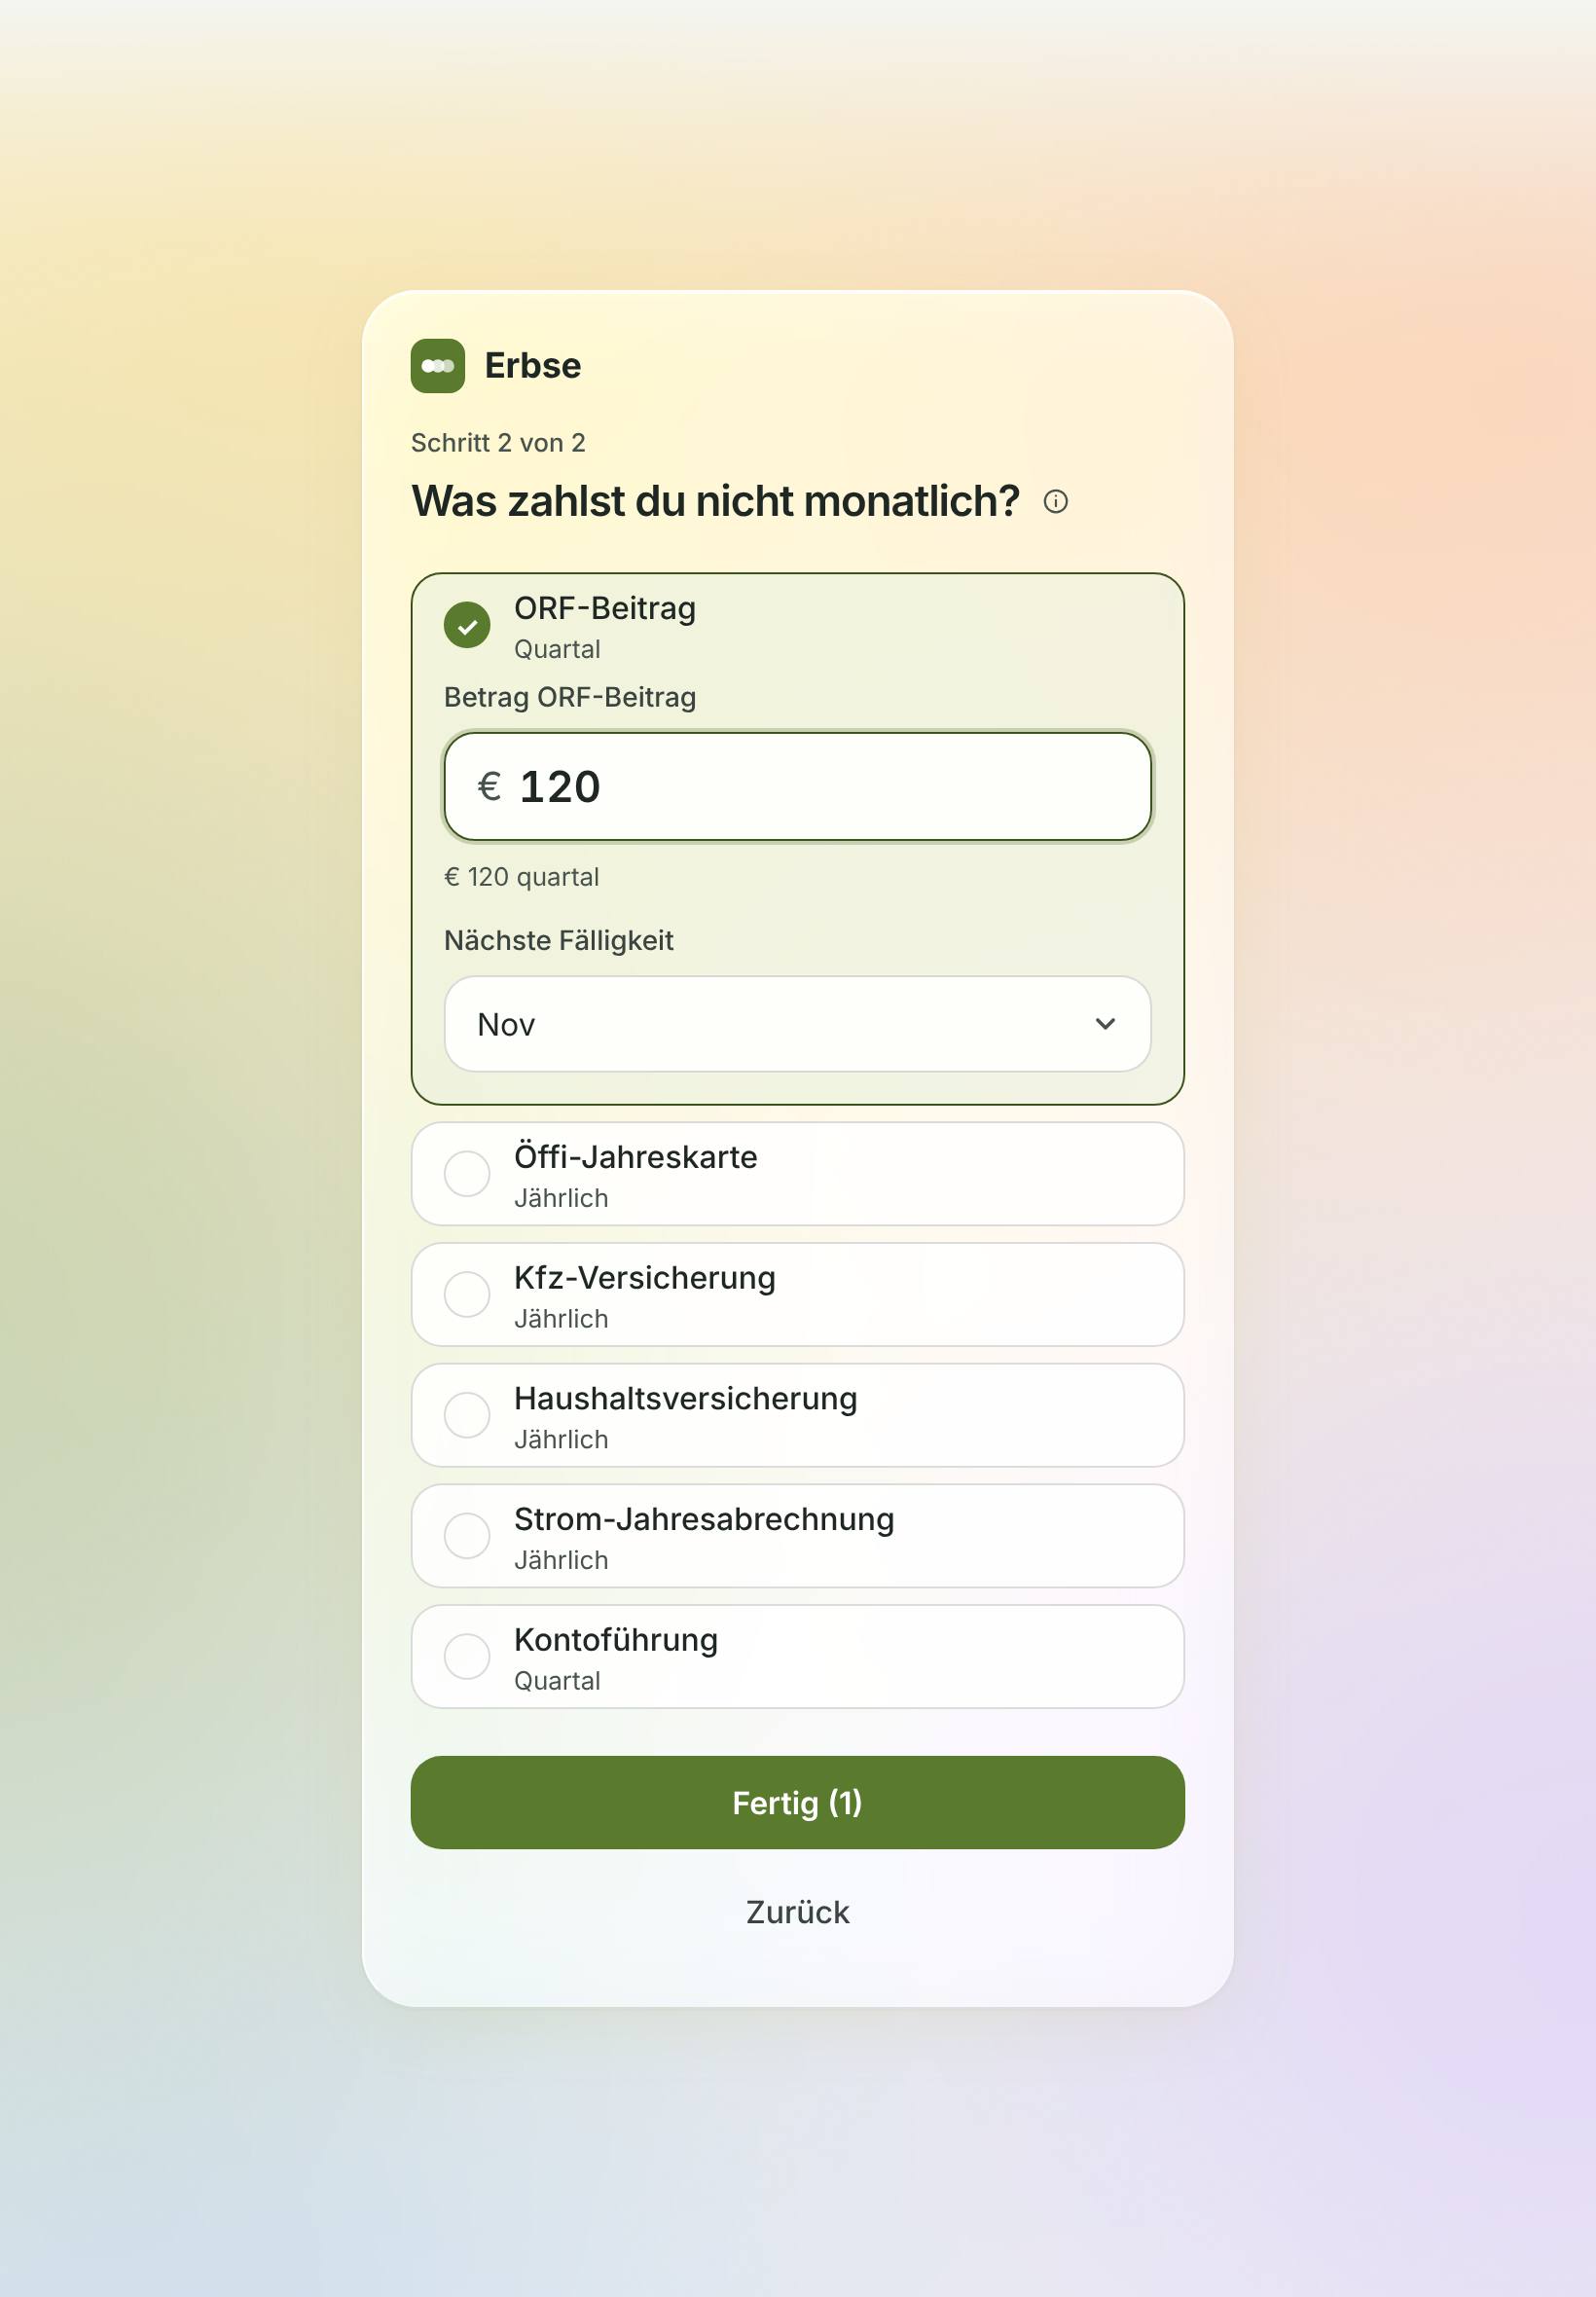 Erbse
Schritt 2 von 2
Was zahlst du nicht monatlich?
ORF-Beitrag
Quartal
Betrag ORF-Beitrag
€ 120
€ 120 quartal
Nächste Fälligkeit
Nov
Öffi-Jahreskarte
Jährlich
Kfz-Versicherung
Jährlich
Haushaltsversicherung
Jährlich
Strom-Jahresabrechnung
Jährlich
Kontoführung
Quartal
Fertig (1)
Zurück